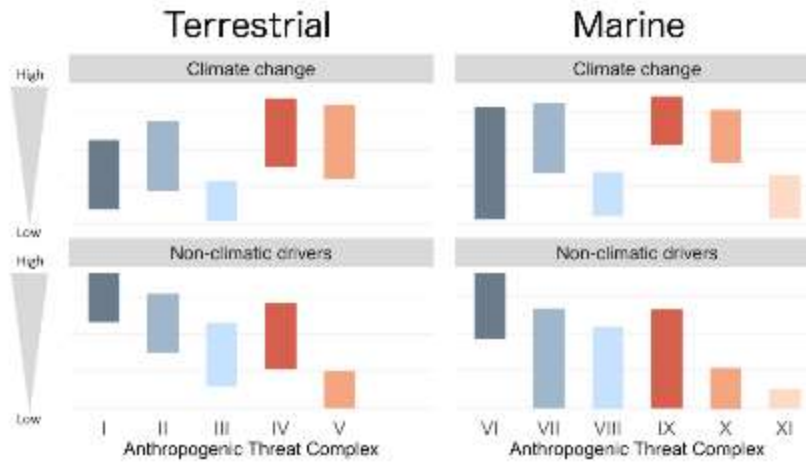 Terrestrial Marine
Climate change Climate change
High
Low
Non-climatic drivers Non-climatic drivers
High
Low
I II III IV V VI VII VIII IX X XI
Anthropogenic Threat Complex Anthropogenic Threat Complex